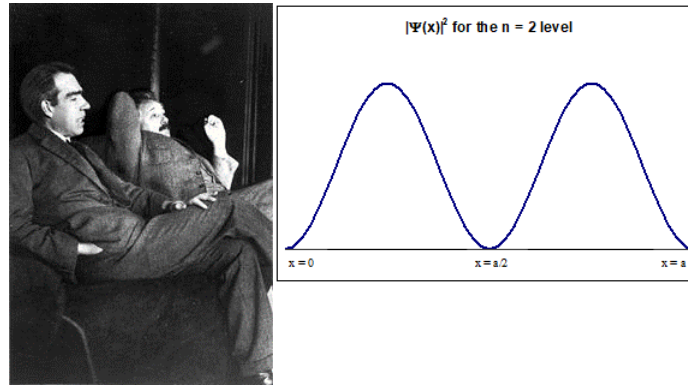 |Ψ(x)|² for the n = 2 level
x = 0 x = a/2 x = a